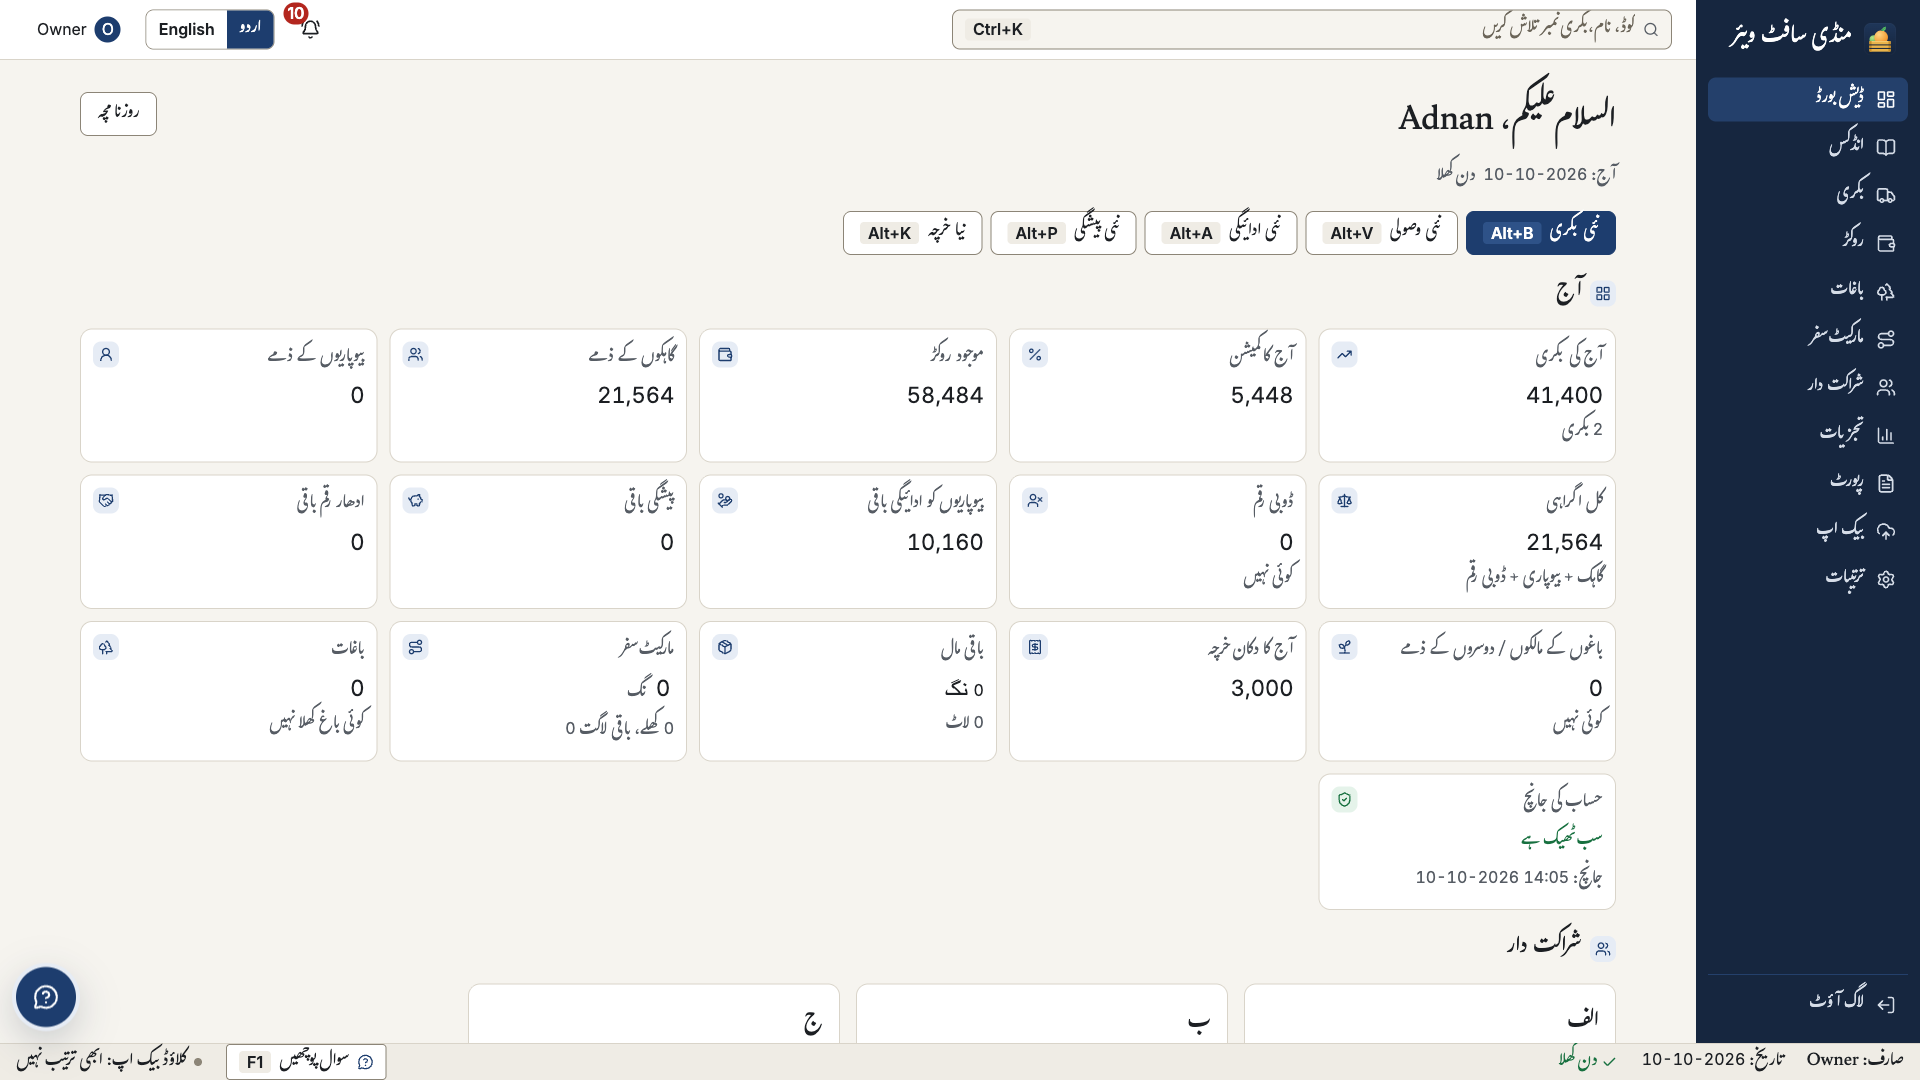 منڈی سافٹ ویئر
ڈیش بورڈ
انڈکس
بکری
روکڑ
باغات
مارکیٹ سفر
شراکت دار
تجزیات
رپورٹ
بیک اپ
ترتیبات
لاگ آؤٹ
کوڈ، نام، بکری نمبر تلاش کریں Ctrl+K
10
اردو English
O Owner
السلام علیکم، Adnan
روزنامچہ
آج: 10-10-2026 دن کھلا
نئی بکری Alt+B
نئی وصولی Alt+V
نئی ادائیگی Alt+A
نئی پیشگی Alt+P
نیا خرچہ Alt+K
آج
آج کی بکری
41,400
2 بکری
آج کا کمیشن
5,448
موجود روکڑ
58,484
گاہکوں کے ذمے
21,564
بیوپاریوں کے ذمے
0
کل اگراہی
21,564
گاہک + بیوپاری + ڈوبی رقم
ڈوبی رقم
0
کوئی نہیں
بیوپاریوں کو ادائیگی باقی
10,160
پیشگی باقی
0
ادھار رقم باقی
0
باغوں کے مالکوں / دوسروں کے ذمے
0
کوئی نہیں
آج کا دکان خرچہ
3,000
باقی مال
0 نگ
0 لاٹ
مارکیٹ سفر
0 نگ
0 کھلے، باقی لاگت 0
باغات
0
کوئی باغ کھلا نہیں
حساب کی جانچ
سب ٹھیک ہے
جانچ: 10-10-2026 14:05
شراکت دار
الف
ب
ج
صارف: Owner
تاریخ: 10-10-2026
دن کھلا
سوال پوچھیں F1
کلاؤڈ بیک اپ: ابھی ترتیب نہیں